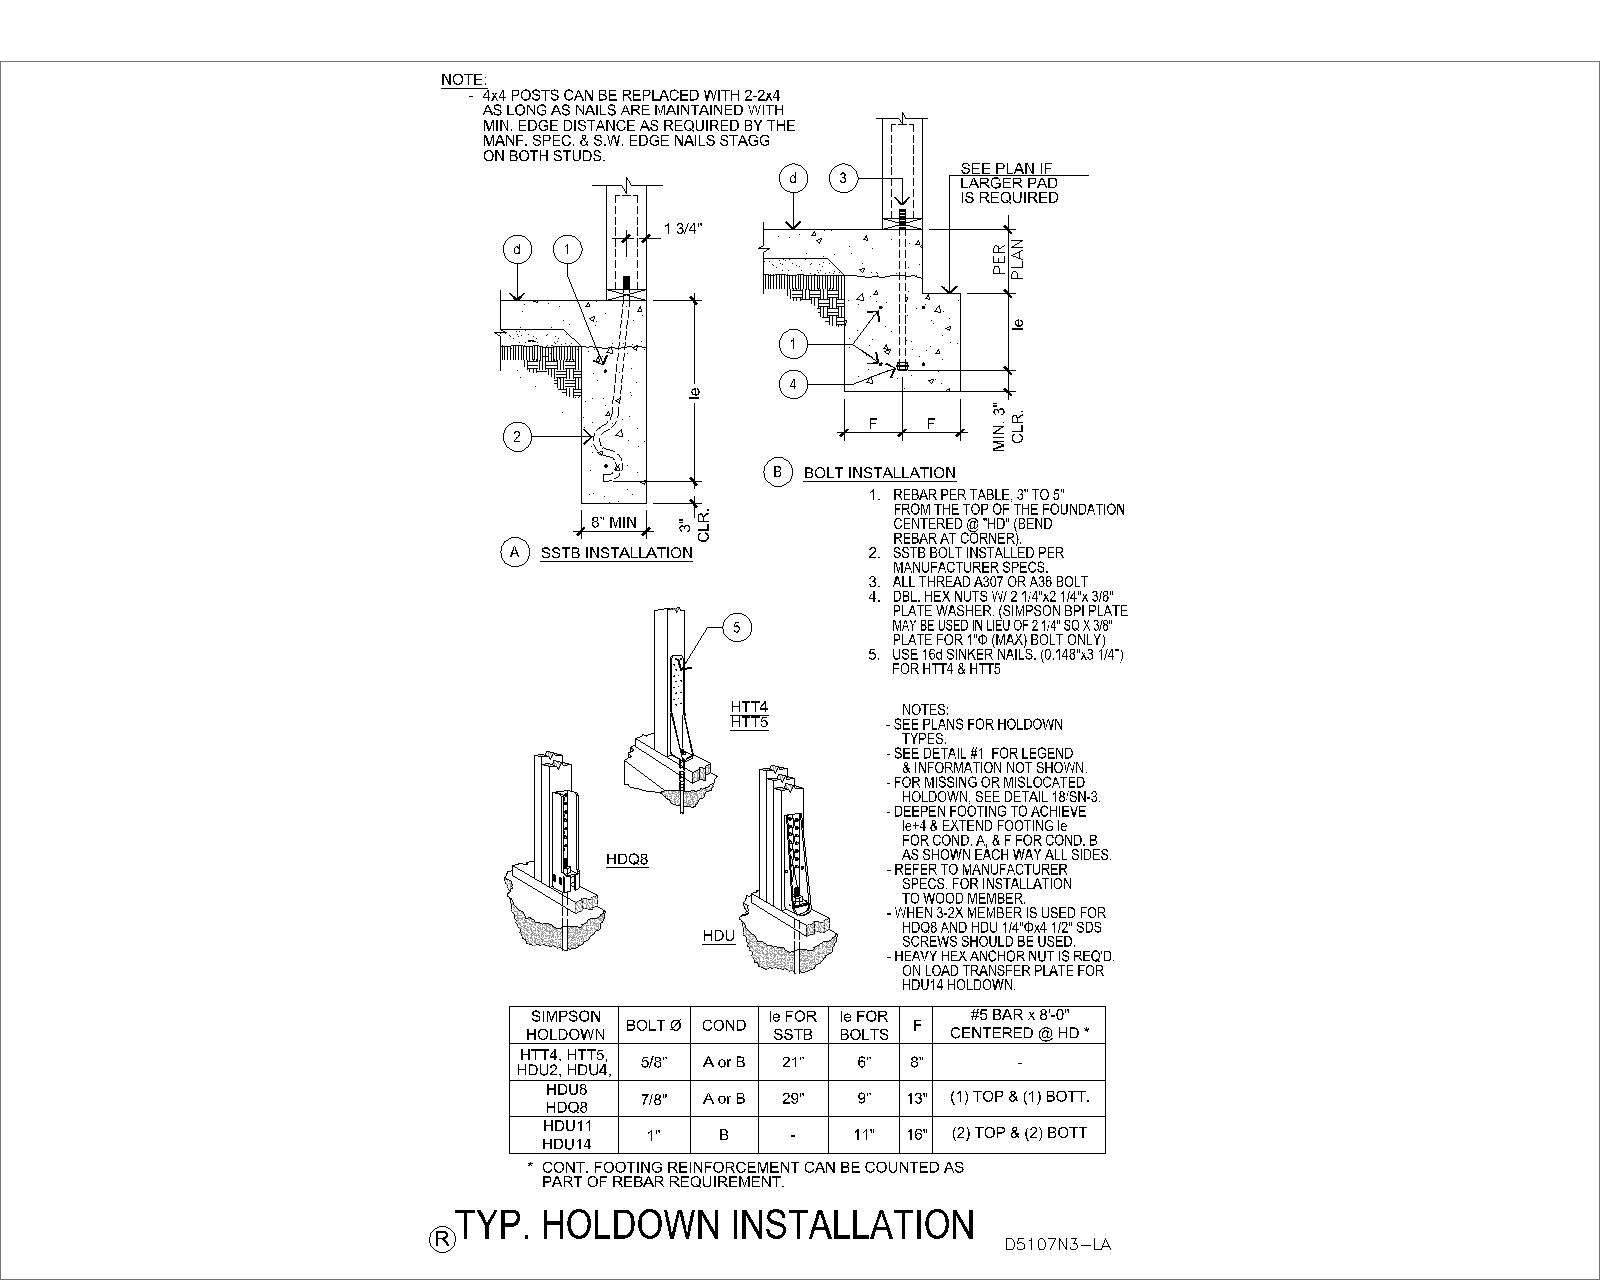 NOTE:
- 4x4 POSTS CAN BE REPLACED WITH 2-2x4
AS LONG AS NAILS ARE MAINTAINED WITH
MIN. EDGE DISTANCE AS REQUIRED BY THE
MANF. SPEC. & S.W. EDGE NAILS STAGG
ON BOTH STUDS.
1 3/4"
d
1
2
le
8" MIN
3"
CLR.
A SSTB INSTALLATION
d
3
SEE PLAN IF
LARGER PAD
IS REQUIRED
PER
PLAN
le
1
4
F F
MIN. 3"
CLR.
B BOLT INSTALLATION
1. REBAR PER TABLE, 3" TO 5"
FROM THE TOP OF THE FOUNDATION
CENTERED @ "HD" (BEND
REBAR AT CORNER).
2. SSTB BOLT INSTALLED PER
MANUFACTURER SPECS.
3. ALL THREAD A307 OR A36 BOLT
4. DBL. HEX NUTS W/ 2 1/4"x2 1/4"x 3/8"
PLATE WASHER. (SIMPSON BPI PLATE
MAY BE USED IN LIEU OF 2 1/4" SQ X 3/8"
PLATE FOR 1"Φ (MAX) BOLT ONLY)
5. USE 16d SINKER NAILS. (0.148"x3 1/4")
FOR HTT4 & HTT5
5
HTT4
HTT5
HDQ8
HDU
NOTES:
- SEE PLANS FOR HOLDOWN
TYPES.
- SEE DETAIL #1 FOR LEGEND
& INFORMATION NOT SHOWN.
- FOR MISSING OR MISLOCATED
HOLDOWN, SEE DETAIL 18/SN-3.
- DEEPEN FOOTING TO ACHIEVE
le+4 & EXTEND FOOTING le
FOR COND. A, & F FOR COND. B
AS SHOWN EACH WAY ALL SIDES.
- REFER TO MANUFACTURER
SPECS. FOR INSTALLATION
TO WOOD MEMBER.
- WHEN 3-2X MEMBER IS USED FOR
HDQ8 AND HDU 1/4"Φx4 1/2" SDS
SCREWS SHOULD BE USED.
- HEAVY HEX ANCHOR NUT IS REQ'D.
ON LOAD TRANSFER PLATE FOR
HDU14 HOLDOWN.
SIMPSON
HOLDOWN
BOLT Ø
COND
le FOR
SSTB
le FOR
BOLTS
F
#5 BAR x 8'-0"
CENTERED @ HD *
HTT4, HTT5,
HDU2, HDU4,
5/8" A or B 21" 6" 8" -
HDU8
HDQ8
7/8" A or B 29" 9" 13" (1) TOP & (1) BOTT.
HDU11
HDU14
1" B - 11" 16" (2) TOP & (2) BOTT
* CONT. FOOTING REINFORCEMENT CAN BE COUNTED AS
PART OF REBAR REQUIREMENT.
R TYP. HOLDOWN INSTALLATION
D5107N3-LA